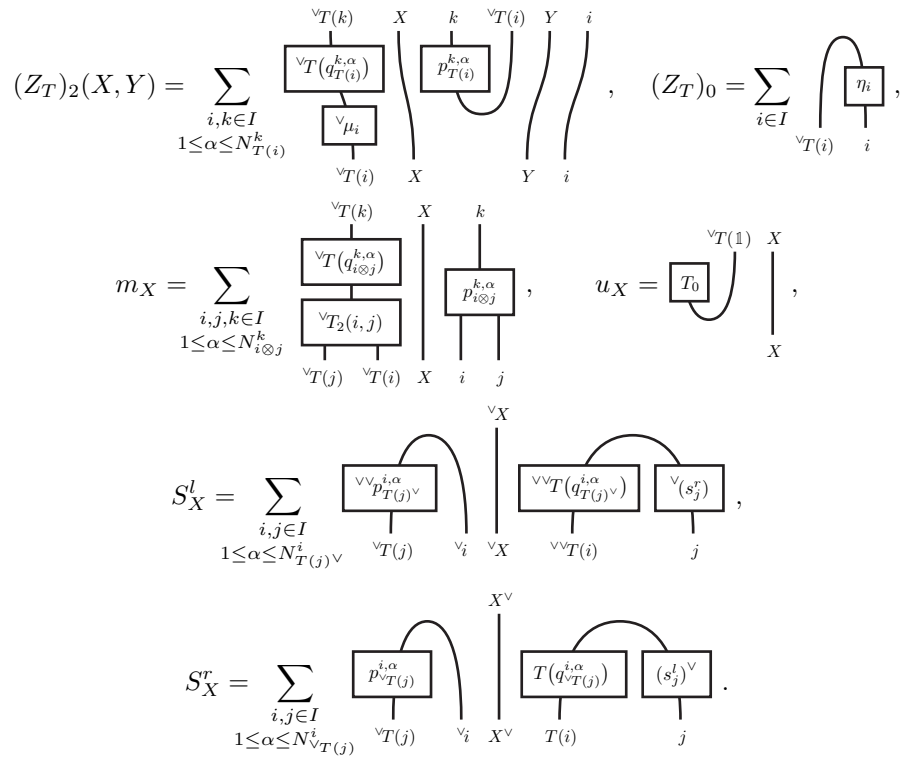 $(Z_T)_2(X,Y) = \sum_{\substack{i,k\in I \\ 1\le\alpha\le N^k_{T(i)}}}$ ${}^\vee T(k)$ $X$ $k$ ${}^\vee T(i)$ $Y$ $i$ ${}^\vee T(q^{k,\alpha}_{T(i)})$ $p^{k,\alpha}_{T(i)}$ ${}^\vee\mu_i$ ${}^\vee T(i)$ $X$ $Y$ $i$ , $(Z_T)_0 = \sum_{i\in I}$ $\eta_i$ ${}^\vee T(i)$ $i$ ,
$m_X = \sum_{\substack{i,j,k\in I \\ 1\le\alpha\le N^k_{i\otimes j}}}$ ${}^\vee T(k)$ $X$ $k$ ${}^\vee T(q^{k,\alpha}_{i\otimes j})$ $p^{k,\alpha}_{i\otimes j}$ ${}^\vee T_2(i,j)$ ${}^\vee T(j)$ ${}^\vee T(i)$ $X$ $i$ $j$ , $u_X =$ ${}^\vee T(\mathbb{1})$ $X$ $T_0$ $X$ ,
$S^l_X = \sum_{\substack{i,j\in I \\ 1\le\alpha\le N^i_{T(j)^\vee}}}$ ${}^\vee X$ ${}^{\vee\vee}p^{i,\alpha}_{T(j)^\vee}$ ${}^{\vee\vee}T(q^{i,\alpha}_{T(j)^\vee})$ ${}^\vee(s^r_j)$ ${}^\vee T(j)$ ${}^\vee i$ ${}^\vee X$ ${}^{\vee\vee}T(i)$ $j$ ,
$S^r_X = \sum_{\substack{i,j\in I \\ 1\le\alpha\le N^i_{{}^\vee T(j)}}}$ $X^\vee$ $p^{i,\alpha}_{{}^\vee T(j)}$ $T(q^{i,\alpha}_{{}^\vee T(j)})$ $(s^l_j)^\vee$ ${}^\vee T(j)$ ${}^\vee i$ $X^\vee$ $T(i)$ $j$ .